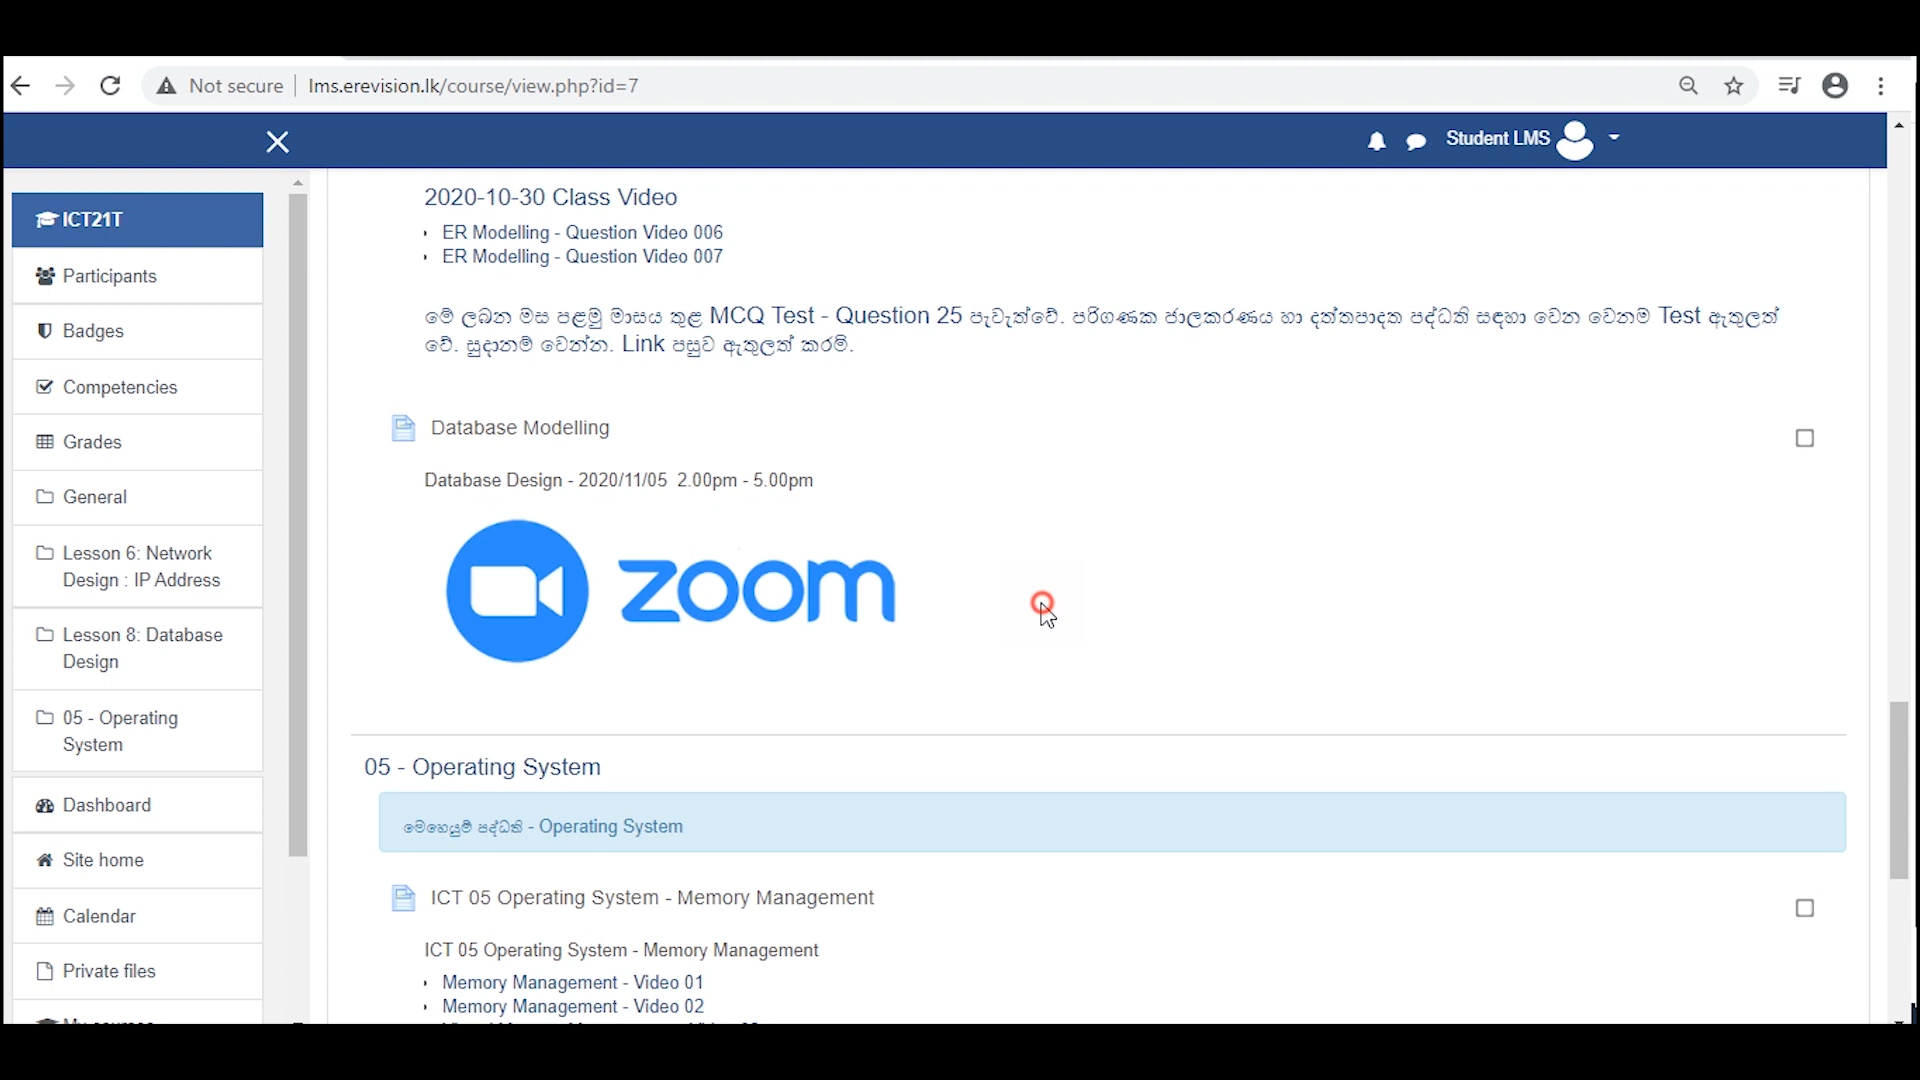 Not secure | lms.erevision.lk/course/view.php?id=7
Student LMS
ICT21T
Participants
Badges
Competencies
Grades
General
Lesson 6: Network
Design : IP Address
Lesson 8: Database
Design
05 - Operating
System
Dashboard
Site home
Calendar
Private files
2020-10-30 Class Video
ER Modelling - Question Video 006
ER Modelling - Question Video 007
මේ ලබන මස පළමු මාසය තුළ MCQ Test - Question 25 පැවැත්වේ. පරිගණක ජාලකරණය හා දත්තපාදත පද්ධති සඳහා වෙන වෙනම Test ඇතුලත්
වේ. සූදානම් වෙන්න. Link පසුව ඇතුලත් කරමි.
Database Modelling
Database Design - 2020/11/05 2.00pm - 5.00pm
zoom
05 - Operating System
මෙහෙයුම් පද්ධති - Operating System
ICT 05 Operating System - Memory Management
ICT 05 Operating System - Memory Management
Memory Management - Video 01
Memory Management - Video 02